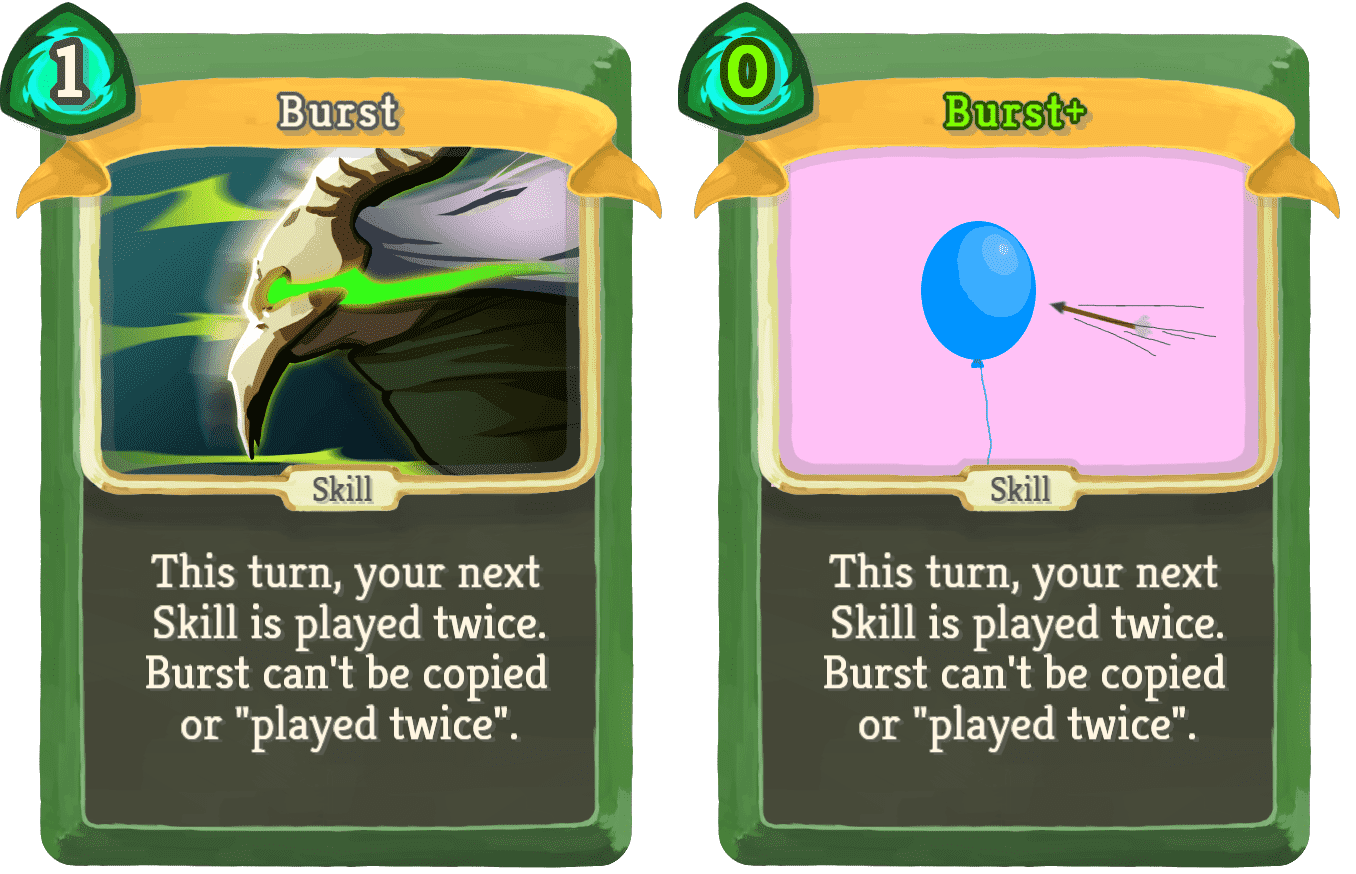 1
Burst
Skill
This turn, your next
Skill is played twice.
Burst can't be copied
or "played twice".
0
Burst+
Skill
This turn, your next
Skill is played twice.
Burst can't be copied
or "played twice".